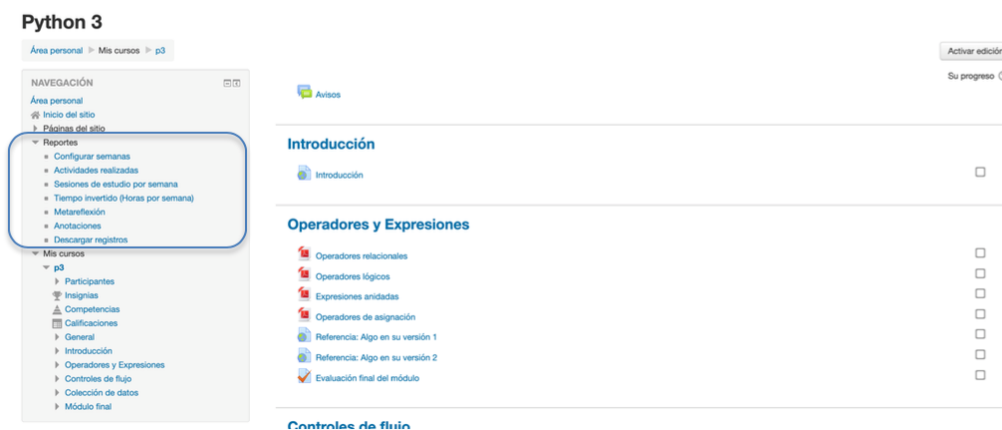 Python 3
Área personal Mis cursos p3
Activar edición
NAVEGACIÓN
Área personal
Inicio del sitio
Páginas del sitio
Reportes
Configurar semanas
Actividades realizadas
Sesiones de estudio por semana
Tiempo invertido (Horas por semana)
Metareflexión
Anotaciones
Descargar registros
Mis cursos
p3
Participantes
Insignias
Competencias
Calificaciones
General
Introducción
Operadores y Expresiones
Controles de flujo
Colección de datos
Módulo final
Su progreso
Avisos
Introducción
Introducción
Operadores y Expresiones
Operadores relacionales
Operadores lógicos
Expresiones anidadas
Operadores de asignación
Referencia: Algo en su versión 1
Referencia: Algo en su versión 2
Evaluación final del módulo
Controles de flujo